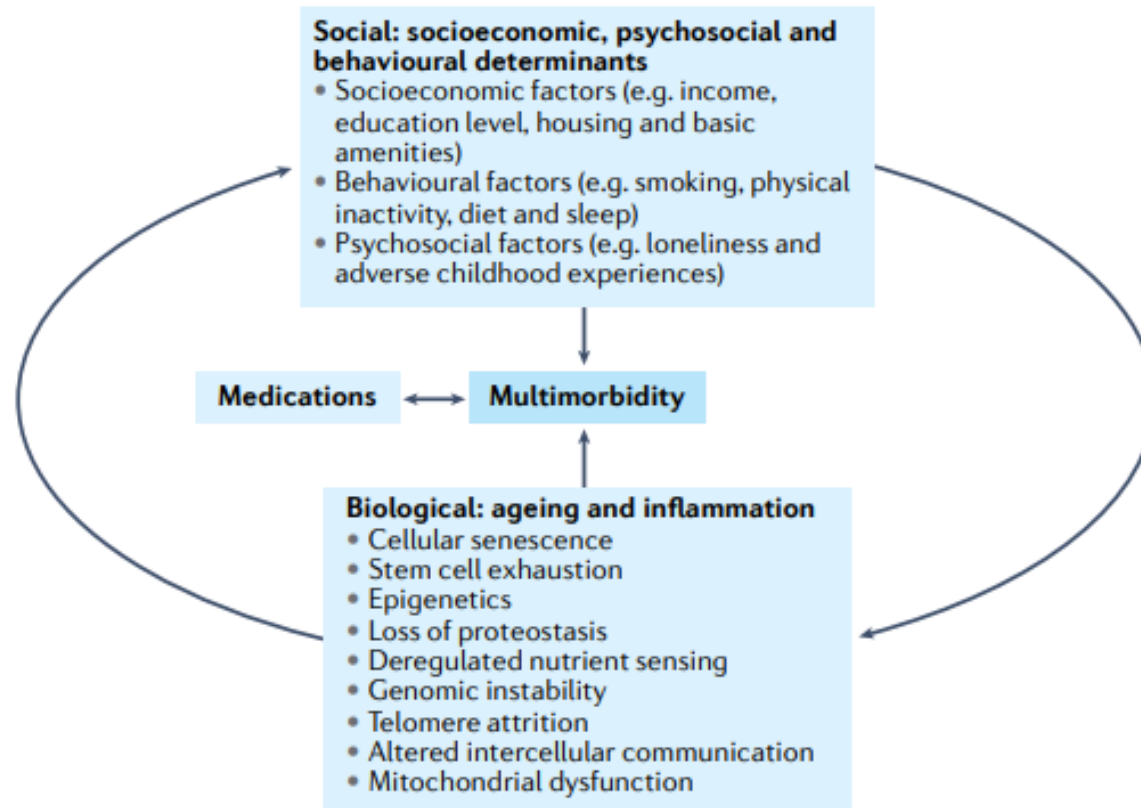 Social: socioeconomic, psychosocial and
behavioural determinants
• Socioeconomic factors (e.g. income,
education level, housing and basic
amenities)
• Behavioural factors (e.g. smoking, physical
inactivity, diet and sleep)
• Psychosocial factors (e.g. loneliness and
adverse childhood experiences)
Medications
Multimorbidity
Biological: ageing and inflammation
• Cellular senescence
• Stem cell exhaustion
• Epigenetics
• Loss of proteostasis
• Deregulated nutrient sensing
• Genomic instability
• Telomere attrition
• Altered intercellular communication
• Mitochondrial dysfunction